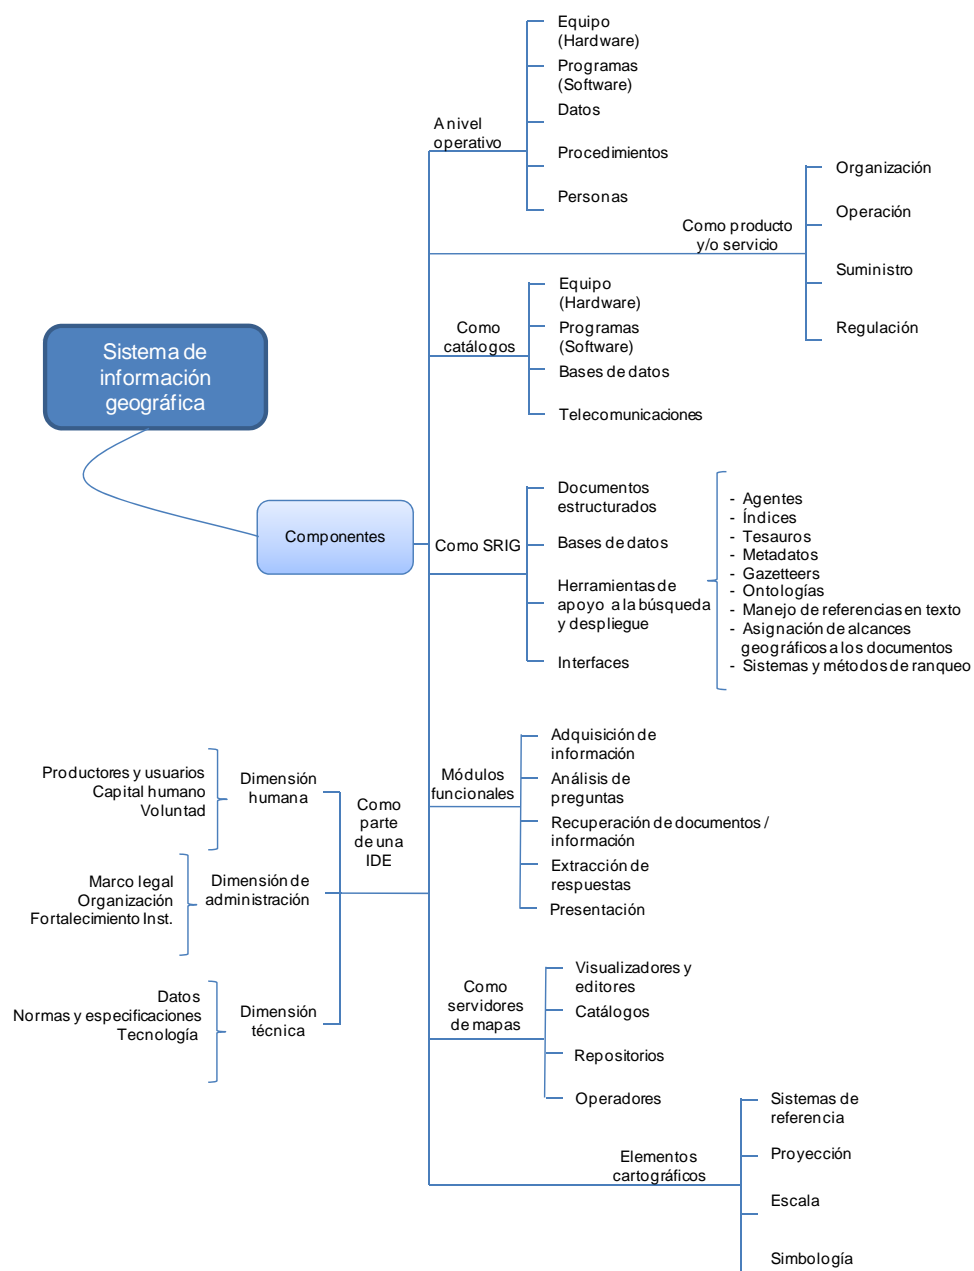 Sistema de
información
geográfica
Componentes
A nivel
operativo
Equipo
(Hardware)
Programas
(Software)
Datos
Procedimientos
Personas
Como producto
y/o servicio
Organización
Operación
Suministro
Regulación
Como
catálogos
Equipo
(Hardware)
Programas
(Software)
Bases de datos
Telecomunicaciones
Como SRIG
Documentos
estructurados
Bases de datos
Herramientas de
apoyo a la búsqueda
y despliegue
Interfaces
- Agentes
- Índices
- Tesauros
- Metadatos
- Gazetteers
- Ontologías
- Manejo de referencias en texto
- Asignación de alcances
geográficos a los documentos
- Sistemas y métodos de ranqueo
Módulos
funcionales
Adquisición de
información
Análisis de
preguntas
Recuperación de documentos /
información
Extracción de
respuestas
Presentación
Como
parte
de una
IDE
Dimensión
humana
Productores y usuarios
Capital humano
Voluntad
Dimensión de
administración
Marco legal
Organización
Fortalecimiento Inst.
Dimensión
técnica
Datos
Normas y especificaciones
Tecnología
Como
servidores
de mapas
Visualizadores y
editores
Catálogos
Repositorios
Operadores
Elementos
cartográficos
Sistemas de
referencia
Proyección
Escala
Simbología